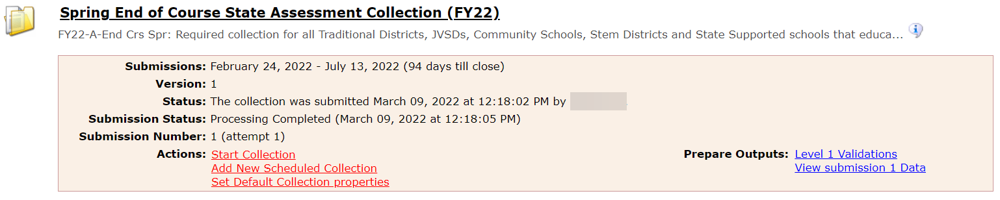 Spring End of Course State Assessment Collection (FY22)
FY22-A-End Crs Spr: Required collection for all Traditional Districts, JVSDs, Community Schools, Stem Districts and State Supported schools that educa...
Submissions: February 24, 2022 - July 13, 2022 (94 days till close)
Version: 1
Status: The collection was submitted March 09, 2022 at 12:18:02 PM by
Submission Status: Processing Completed (March 09, 2022 at 12:18:05 PM)
Submission Number: 1 (attempt 1)
Actions: Start Collection Prepare Outputs: Level 1 Validations
Add New Scheduled Collection View submission 1 Data
Set Default Collection properties